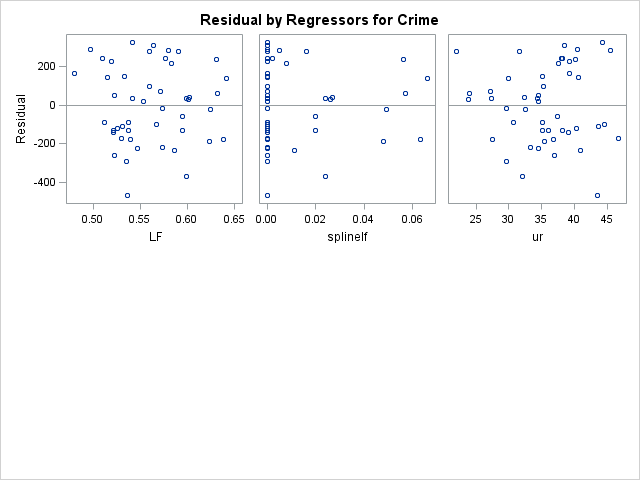 Residual by Regressors for Crime
Residual
200
0
-200
-400
0.50 0.55 0.60 0.65
LF
0.00 0.02 0.04 0.06
splinelf
25 30 35 40 45
ur